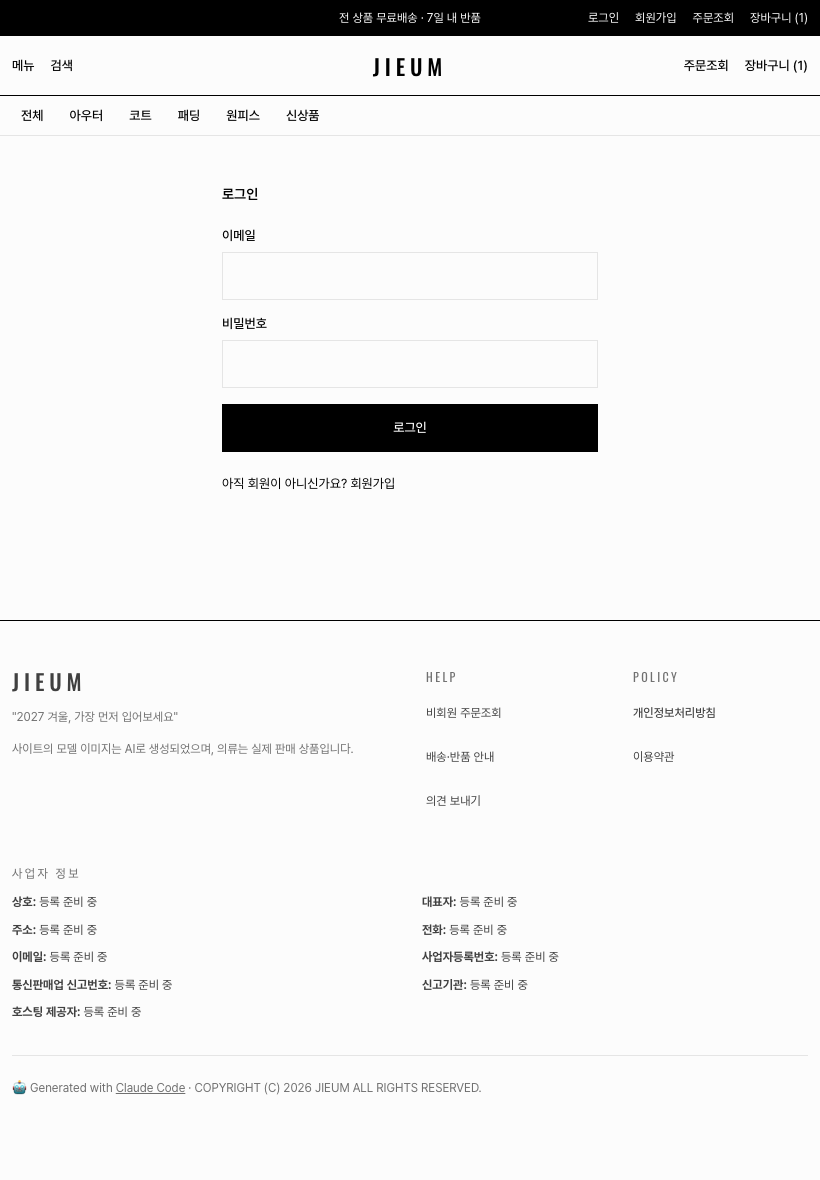 전 상품 무료배송 · 7일 내 반품
로그인 회원가입 주문조회 장바구니 (1)
메뉴 검색
JIEUM
주문조회 장바구니 (1)
전체 아우터 코트 패딩 원피스 신상품
로그인
이메일
비밀번호
로그인
아직 회원이 아니신가요? 회원가입
JIEUM
"2027 겨울, 가장 먼저 입어보세요"
사이트의 모델 이미지는 AI로 생성되었으며, 의류는 실제 판매 상품입니다.
HELP
비회원 주문조회
배송·반품 안내
의견 보내기
POLICY
개인정보처리방침
이용약관
사업자 정보
상호: 등록 준비 중
대표자: 등록 준비 중
주소: 등록 준비 중
전화: 등록 준비 중
이메일: 등록 준비 중
사업자등록번호: 등록 준비 중
통신판매업 신고번호: 등록 준비 중
신고기관: 등록 준비 중
호스팅 제공자: 등록 준비 중
🤖 Generated with Claude Code · COPYRIGHT (C) 2026 JIEUM ALL RIGHTS RESERVED.